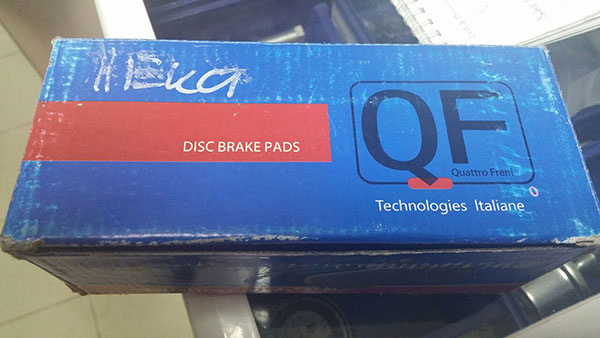 DISC BRAKE PADS
QF
Quattro Freni
Technologies Italiane